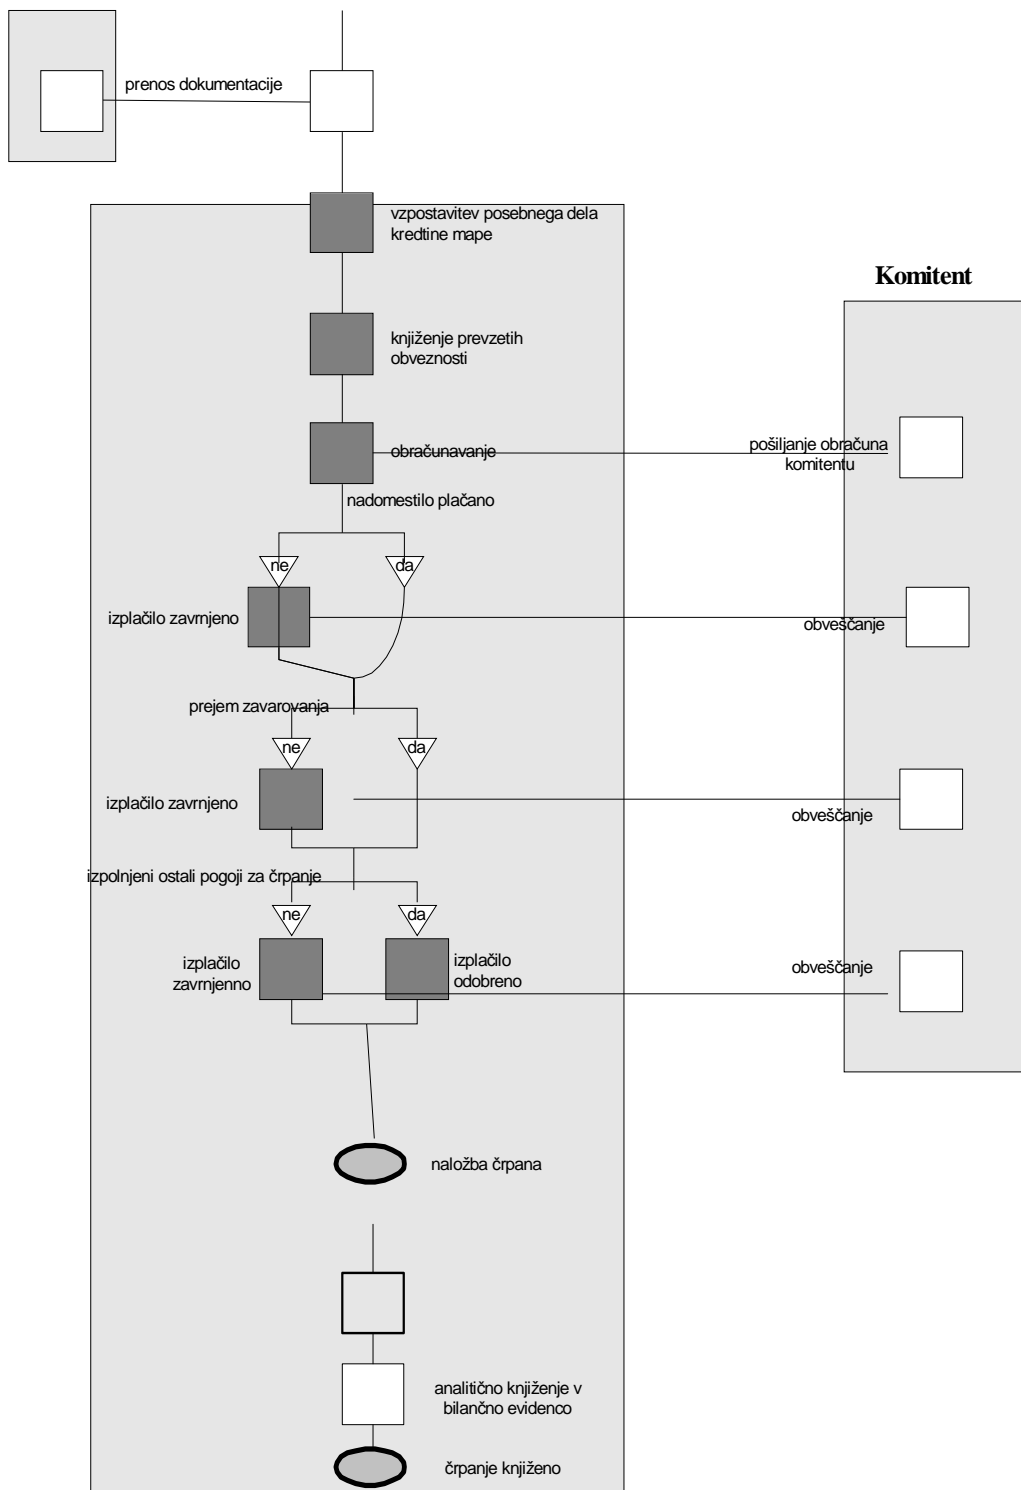 prenos dokumentacije
vzpostavitev posebnega dela
kredtine mape
Komitent
knjiženje prevzetih
obveznosti
obračunavanje
pošiljanje obračuna
komitentu
nadomestilo plačano
ne
da
izplačilo zavrnjeno
obveščanje
prejem zavarovanja
ne
da
izplačilo zavrnjeno
obveščanje
izpolnjeni ostali pogoji za črpanje
ne
da
izplačilo
zavrnjenno
izplačilo
odobreno
obveščanje
naložba črpana
analitično knjiženje v
bilančno evidenco
črpanje knjiženo